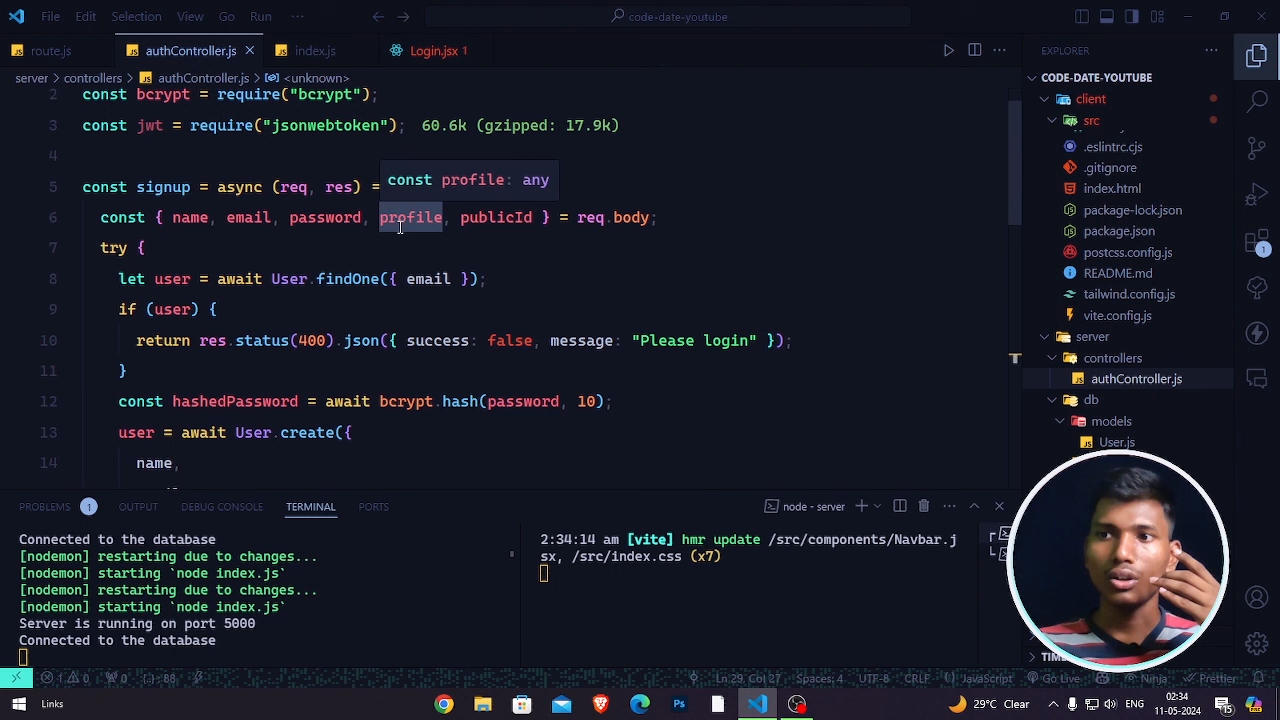 File Edit Selection View Go Run ··· code-date-youtube
route.js authController.js index.js Login.jsx 1
server > controllers > authController.js > <unknown>
2 const bcrypt = require("bcrypt");
3 const jwt = require("jsonwebtoken"); 60.6k (gzipped: 17.9k)
4
const profile: any
5 const signup = async (req, res) =
6 const { name, email, password, profile, publicId } = req.body;
7 try {
8 let user = await User.findOne({ email });
9 if (user) {
10 return res.status(400).json({ success: false, message: "Please login" });
11 }
12 const hashedPassword = await bcrypt.hash(password, 10);
13 user = await User.create({
14 name,
EXPLORER
CODE-DATE-YOUTUBE
client
src
.eslintrc.cjs
.gitignore
index.html
package-lock.json
package.json
postcss.config.js
README.md
tailwind.config.js
vite.config.js
server
controllers
authController.js
db
models
User.js
1
PROBLEMS 1 OUTPUT DEBUG CONSOLE TERMINAL PORTS node - server
Connected to the database
[nodemon] restarting due to changes...
[nodemon] starting `node index.js`
[nodemon] restarting due to changes...
[nodemon] starting `node index.js`
Server is running on port 5000
Connected to the database
2:34:14 am [vite] hmr update /src/components/Navbar.j
sx, /src/index.css (x7)
1 0 0 {..}: 88 Ln 29, Col 27 Spaces: 4 UTF-8 CRLF JavaScript Go Live Ninja Prettier
Links 29°C Clear 02:34
11-05-2024